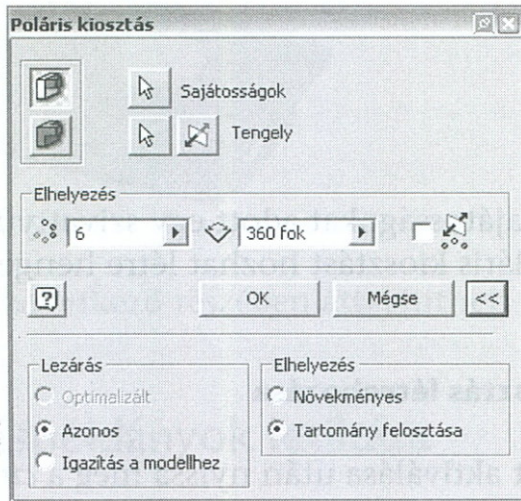 Poláris kiosztás
Sajátosságok
Tengely
Elhelyezés
6
360 fok
?
OK
Mégse
<<
Lezárás
Optimalizált
Azonos
Igazítás a modellhez
Elhelyezés
Növekményes
Tartomány felosztása